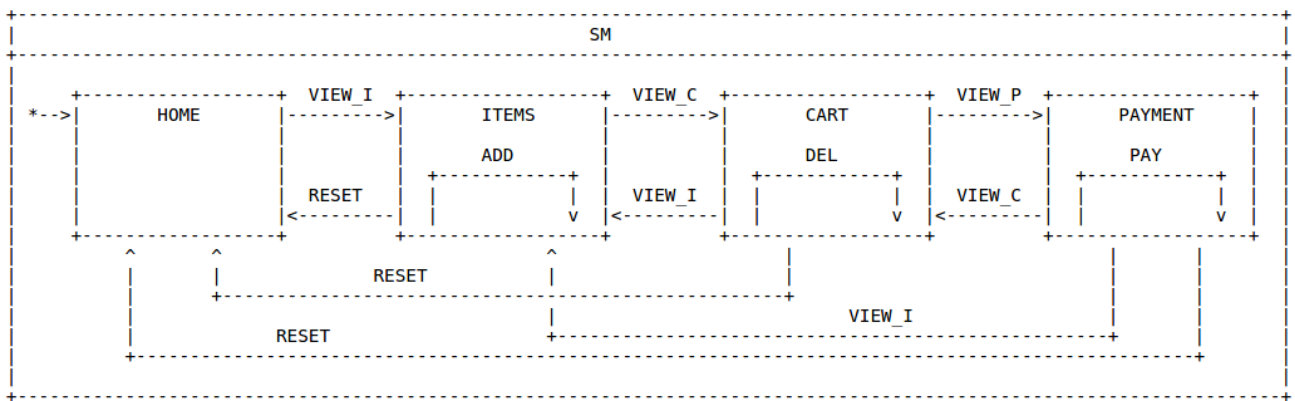 SM
VIEW_I VIEW_C VIEW_P
*--> HOME ITEMS CART PAYMENT
ADD DEL PAY
RESET VIEW_I VIEW_C
RESET
VIEW_I
RESET